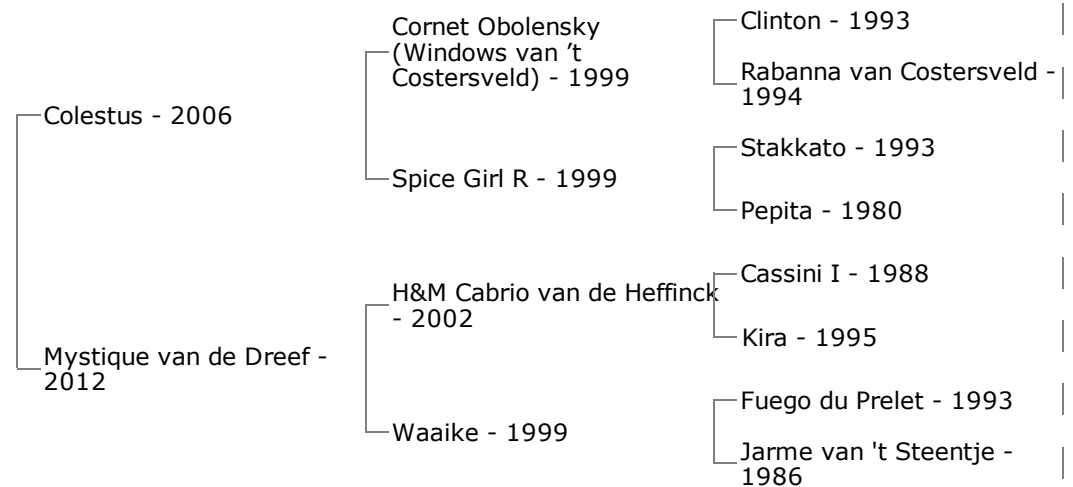 Colestus - 2006
Mystique van de Dreef -
2012
Cornet Obolensky
(Windows van ’t
Costersveld) - 1999
Spice Girl R - 1999
H&M Cabrio van de Heffinck
- 2002
Waaike - 1999
Clinton - 1993
Rabanna van Costersveld -
1994
Stakkato - 1993
Pepita - 1980
Cassini I - 1988
Kira - 1995
Fuego du Prelet - 1993
Jarme van 't Steentje -
1986